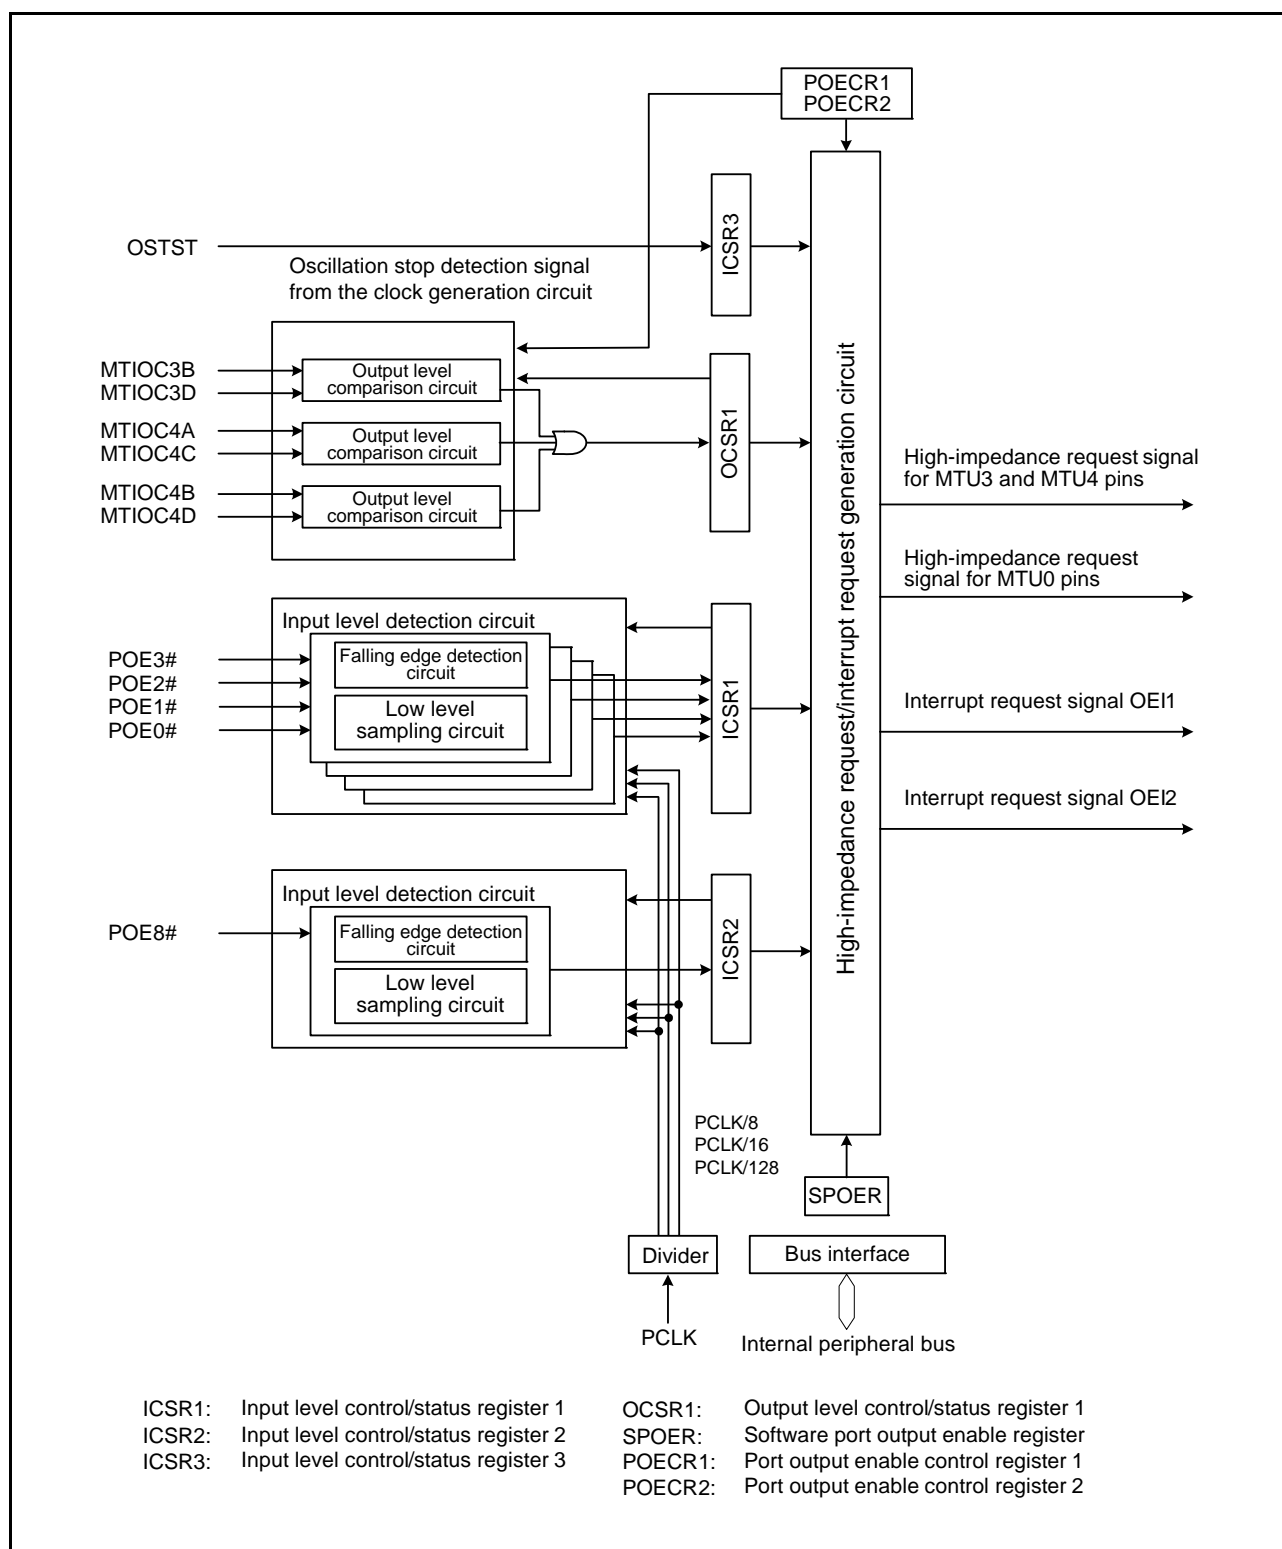 POECR1
POECR2
OSTST
ICSR3
Oscillation stop detection signal
from the clock generation circuit
MTIOC3B
MTIOC3D
Output level
comparison circuit
MTIOC4A
MTIOC4C
Output level
comparison circuit
MTIOC4B
MTIOC4D
Output level
comparison circuit
OCSR1
High-impedance request/interrupt request generation circuit
High-impedance request signal
for MTU3 and MTU4 pins
High-impedance request
signal for MTU0 pins
Input level detection circuit
POE3#
POE2#
POE1#
POE0#
Falling edge detection
circuit
Low level
sampling circuit
ICSR1
Interrupt request signal OEI1
Interrupt request signal OEI2
Input level detection circuit
POE8#
Falling edge detection
circuit
Low level
sampling circuit
ICSR2
PCLK/8
PCLK/16
PCLK/128
SPOER
Divider
Bus interface
PCLK
Internal peripheral bus
ICSR1: Input level control/status register 1
ICSR2: Input level control/status register 2
ICSR3: Input level control/status register 3
OCSR1: Output level control/status register 1
SPOER: Software port output enable register
POECR1: Port output enable control register 1
POECR2: Port output enable control register 2